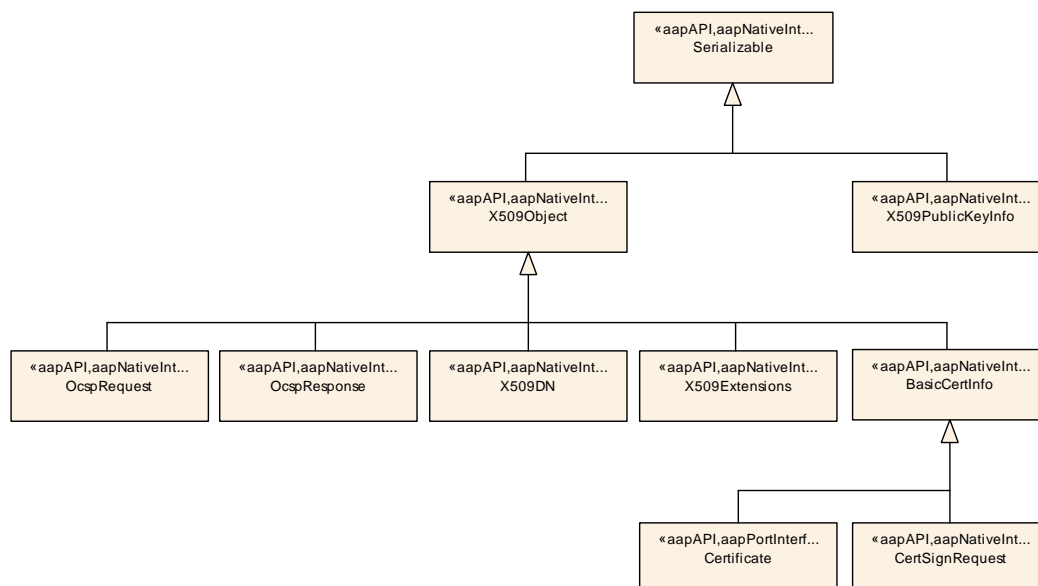 «aapAPI,aapNativeInt...
Serializable
«aapAPI,aapNativeInt...
X509Object
«aapAPI,aapNativeInt...
X509PublicKeyInfo
«aapAPI,aapNativeInt...
OcspRequest
«aapAPI,aapNativeInt...
OcspResponse
«aapAPI,aapNativeInt...
X509DN
«aapAPI,aapNativeInt...
X509Extensions
«aapAPI,aapNativeInt...
BasicCertInfo
«aapAPI,aapPortInterf...
Certificate
«aapAPI,aapNativeInt...
CertSignRequest